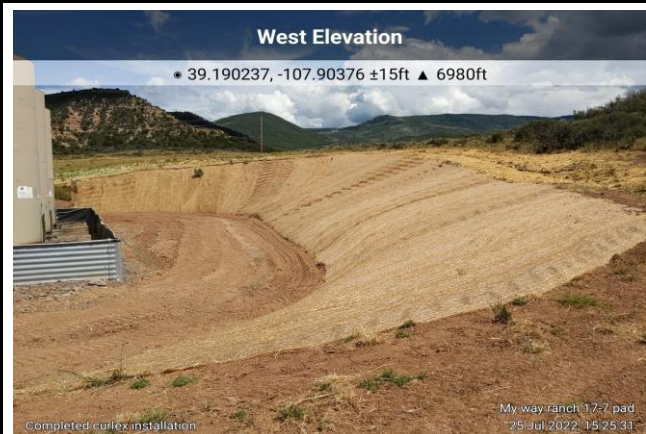 West Elevation
◉ 39.190237, -107.90376 ±15ft ▲ 6980ft
Completed curlex installation
My way ranch 17-7 pad
25 Jul 2022, 15:25:31